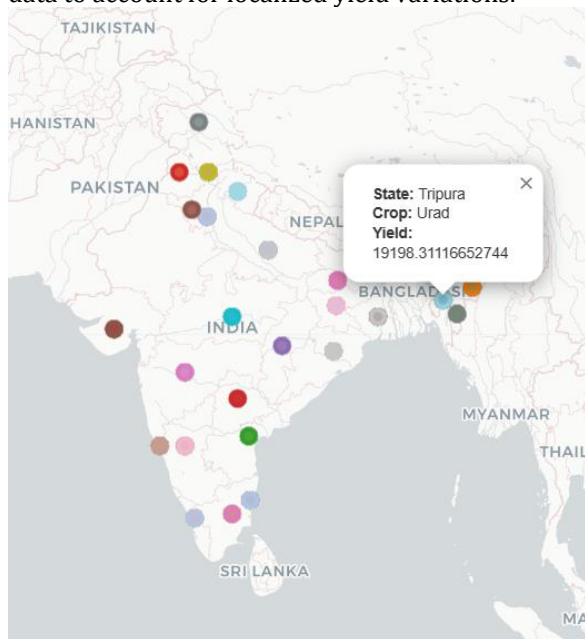 data to account for localized yield variations.
TAJIKISTAN
HANISTAN
PAKISTAN
×
State: Tripura
Crop: Urad
Yield:
19198.31116652744
NEPAL
BANGLADESH
INDIA
MYANMAR
THAIL
SRI LANKA
MA